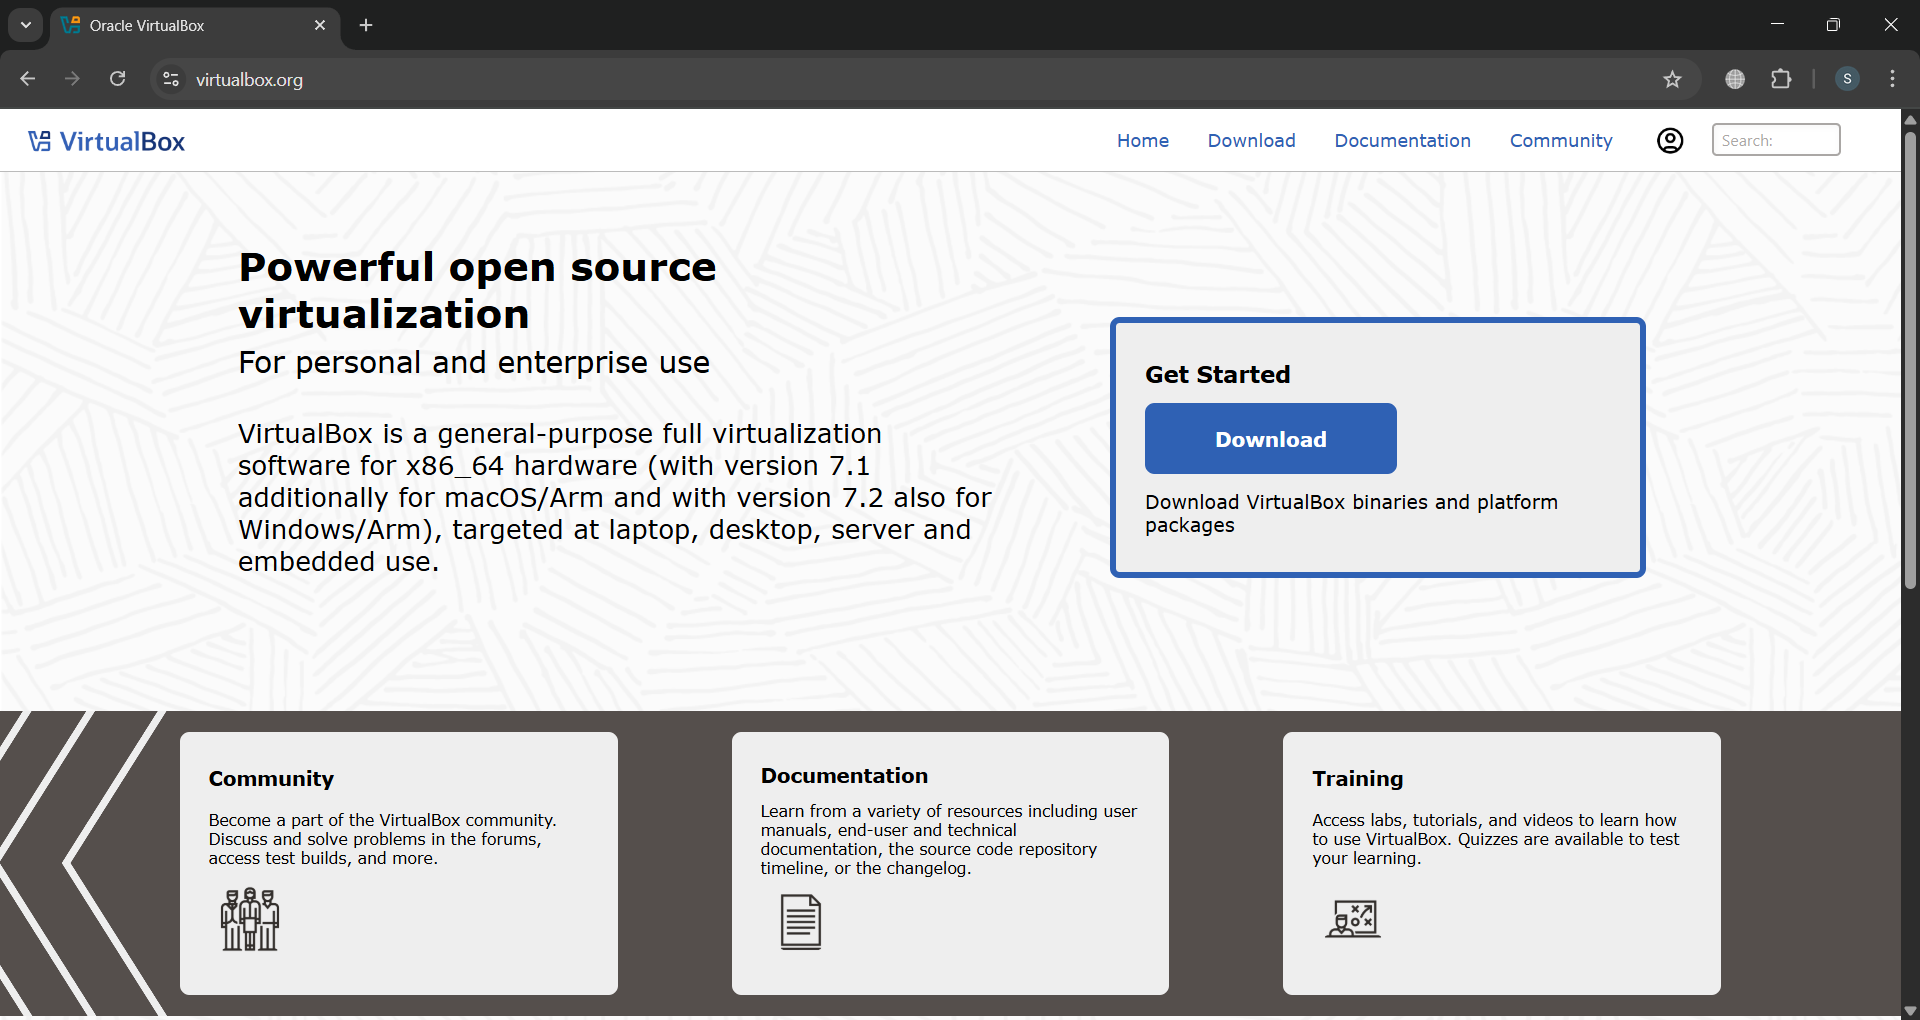 Oracle VirtualBox
virtualbox.org
S
VirtualBox
Home
Download
Documentation
Community
Search:
Powerful open source
virtualization
For personal and enterprise use
VirtualBox is a general-purpose full virtualization
software for x86_64 hardware (with version 7.1
additionally for macOS/Arm and with version 7.2 also for
Windows/Arm), targeted at laptop, desktop, server and
embedded use.
Get Started
Download
Download VirtualBox binaries and platform
packages
Community
Become a part of the VirtualBox community.
Discuss and solve problems in the forums,
access test builds, and more.
Documentation
Learn from a variety of resources including user
manuals, end-user and technical
documentation, the source code repository
timeline, or the changelog.
Training
Access labs, tutorials, and videos to learn how
to use VirtualBox. Quizzes are available to test
your learning.